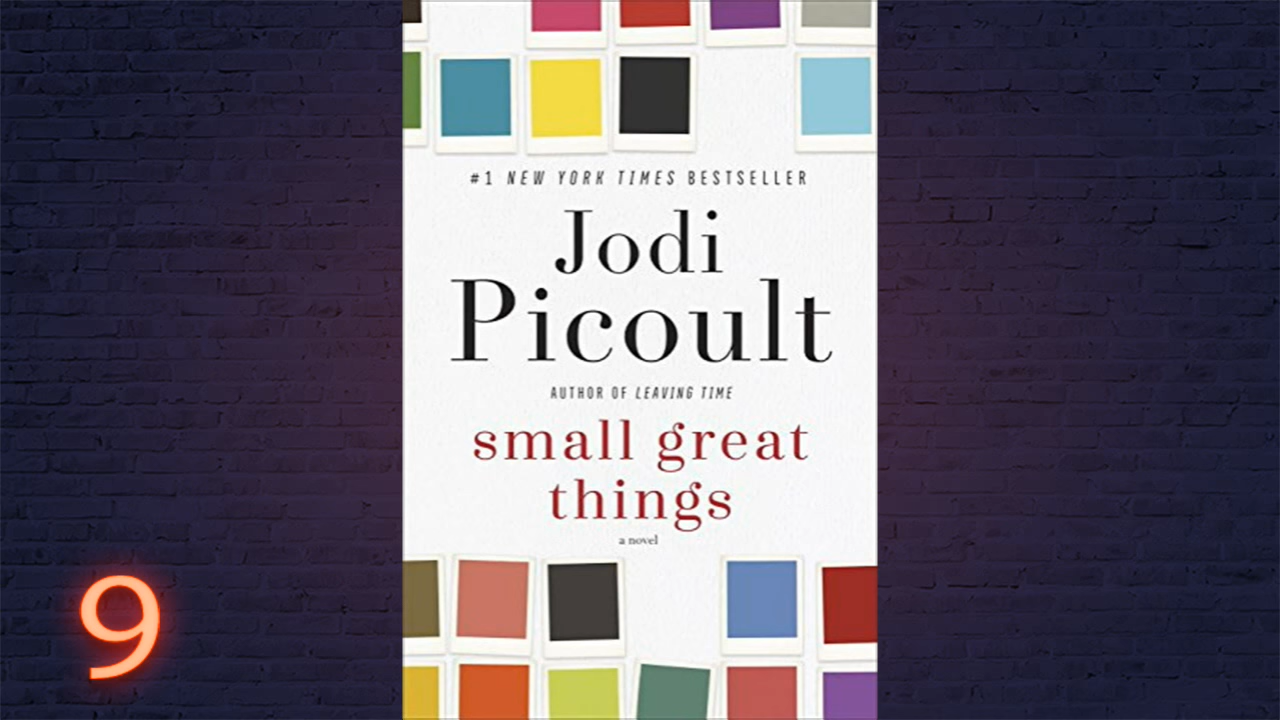 #1 NEW YORK TIMES BESTSELLER
Jodi
Picoult
AUTHOR OF LEAVING TIME
small great
things
a novel
9